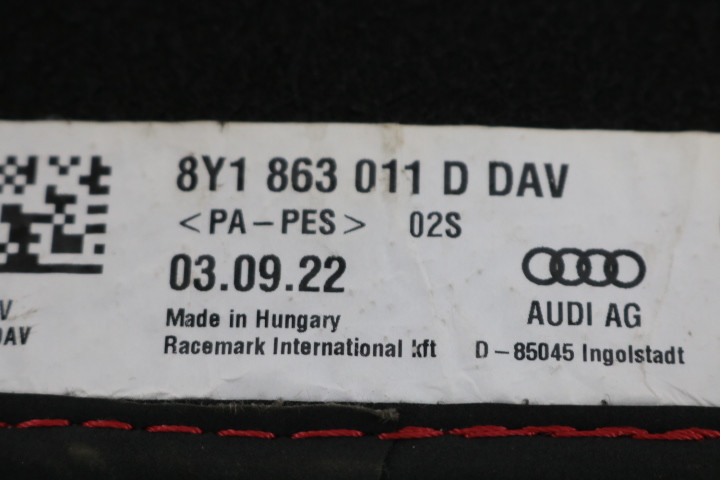 8Y1 863 011 D DAV
<PA-PES> 02S
03.09.22
AUDI AG
Made in Hungary
Racemark International kft
D-85045 Ingolstadt
V
DAV